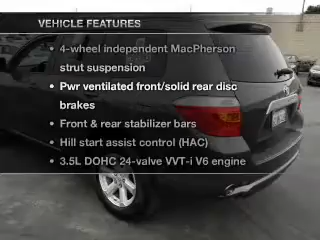 VEHICLE FEATURES
• 4-wheel independent MacPherson
strut suspension
• Pwr ventilated front/solid rear disc
brakes
• Front & rear stabilizer bars
• Hill start assist control (HAC)
• 3.5L DOHC 24-valve VVT-i V6 engine